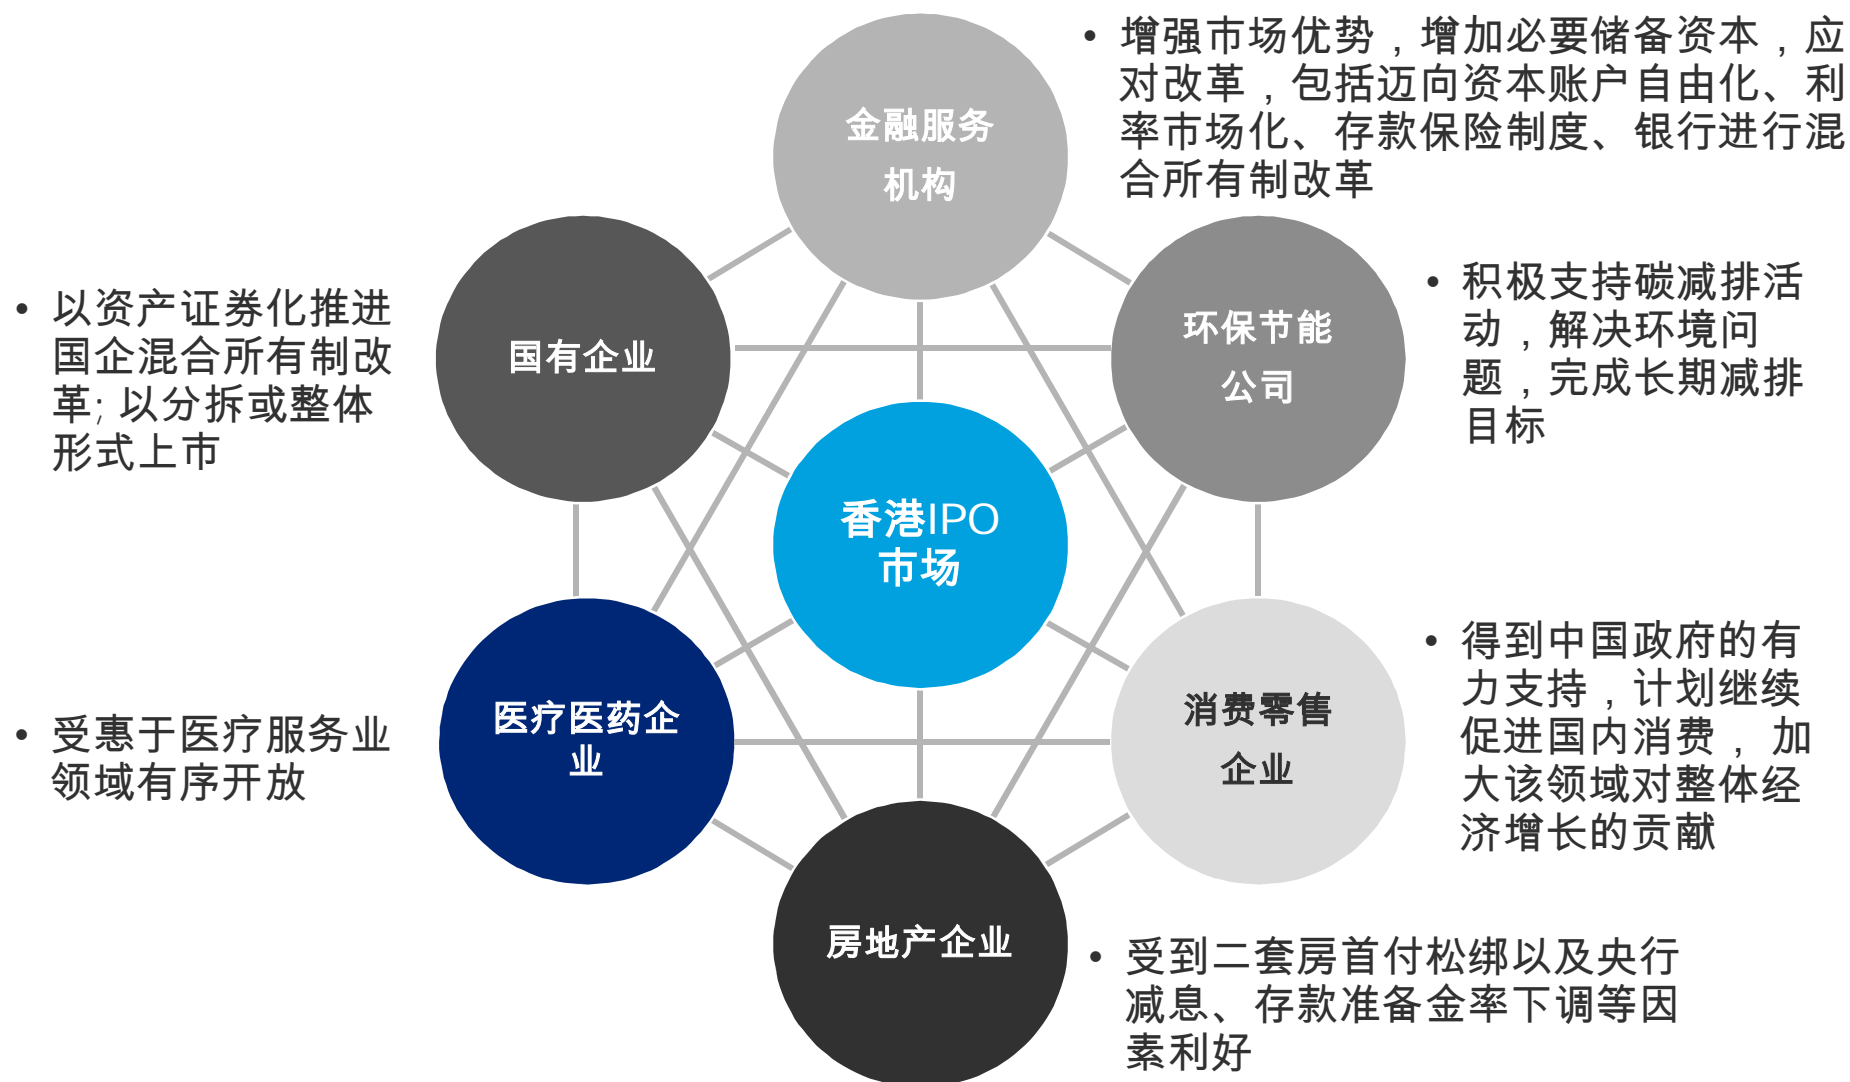 • 增强市场优势，增加必要储备资本，应
对改革，包括迈向资本账户自由化、利
率市场化、存款保险制度、银行进行混
合所有制改革
金融服务
机构
• 以资产证券化推进
国企混合所有制改
革; 以分拆或整体
形式上市
国有企业
环保节能
公司
• 积极支持碳减排活
动，解决环境问
题，完成长期减排
目标
香港IPO
市场
• 受惠于医疗服务业
领域有序开放
医疗医药企
业
消费零售
企业
• 得到中国政府的有
力支持，计划继续
促进国内消费， 加
大该领域对整体经
济增长的贡献
房地产企业
• 受到二套房首付松绑以及央行
减息、存款准备金率下调等因
素利好